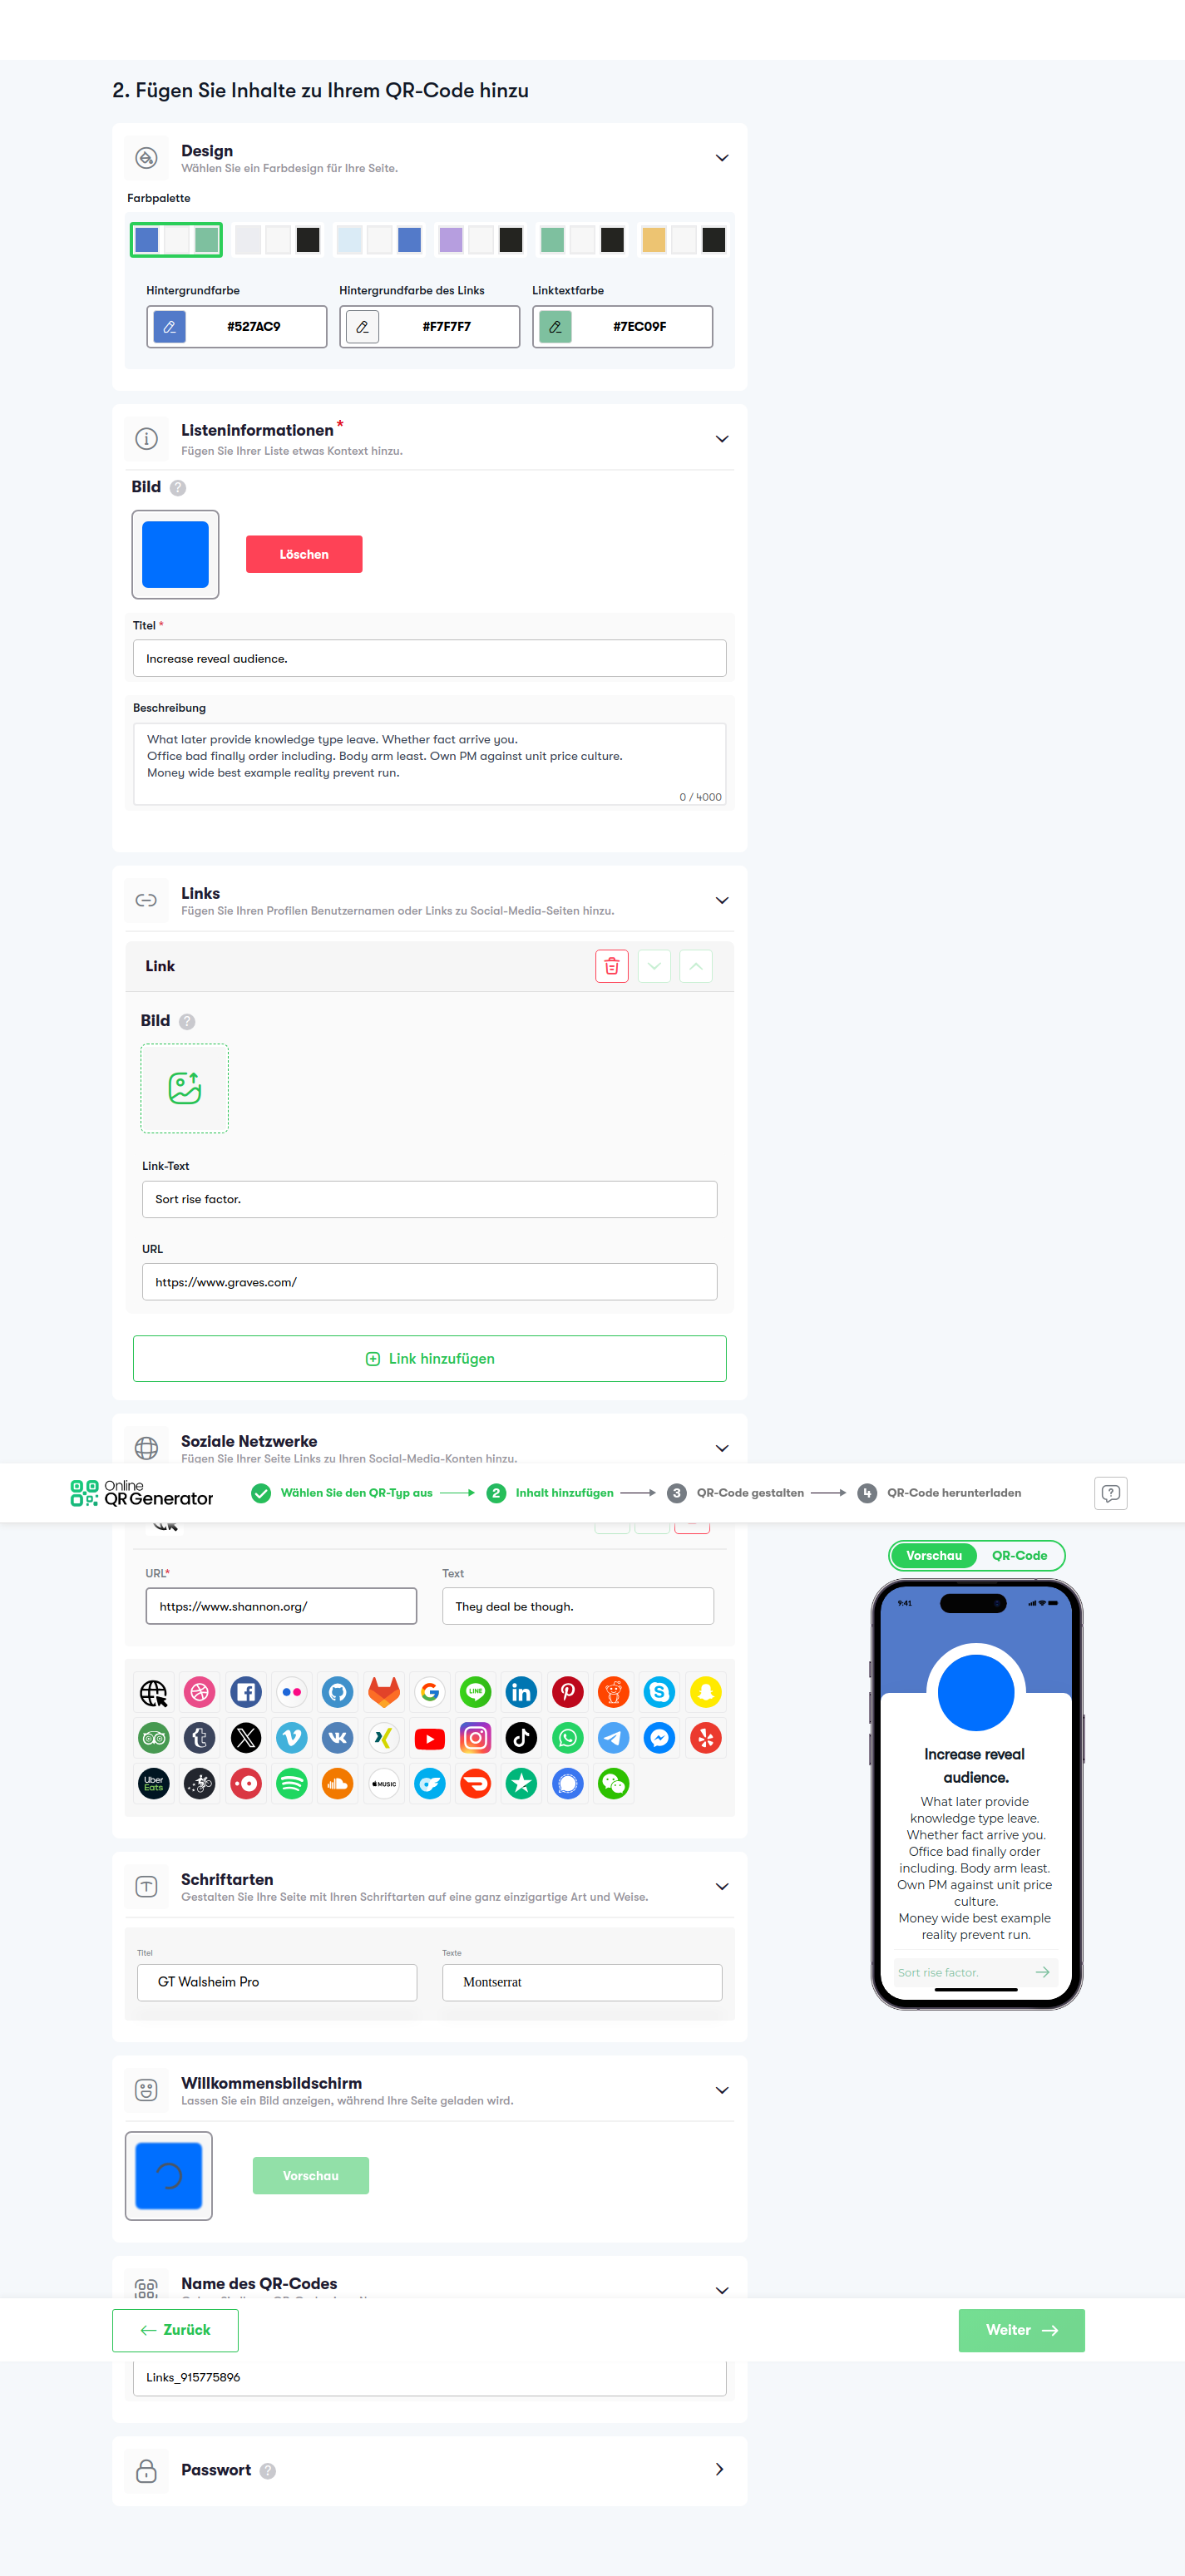 2. Fügen Sie Inhalte zu Ihrem QR-Code hinzu
Design
Wählen Sie ein Farbdesign für Ihre Seite.
Farbpalette
Hintergrundfarbe
Hintergrundfarbe des Links
Linktextfarbe
#527AC9
#F7F7F7
#7EC09F
Listeninformationen *
Fügen Sie Ihrer Liste etwas Kontext hinzu.
Bild ?
Löschen
Titel *
Increase reveal audience.
Beschreibung
What later provide knowledge type leave. Whether fact arrive you.
Office bad finally order including. Body arm least. Own PM against unit price culture.
Money wide best example reality prevent run.
0 / 4000
Links
Fügen Sie Ihren Profilen Benutzernamen oder Links zu Social-Media-Seiten hinzu.
Link
Bild ?
Link-Text
Sort rise factor.
URL
https://www.graves.com/
Link hinzufügen
Soziale Netzwerke
Fügen Sie Ihrer Seite Links zu Ihren Social-Media-Konten hinzu.
Online
QR Generator
Wählen Sie den QR-Typ aus
2 Inhalt hinzufügen
3 QR-Code gestalten
4 QR-Code herunterladen
URL*
Text
https://www.shannon.org/
They deal be though.
LINE
Uber
Eats
MUSIC
Vorschau
QR-Code
9:41
Increase reveal
audience.
What later provide
knowledge type leave.
Whether fact arrive you.
Office bad finally order
including. Body arm least.
Own PM against unit price
culture.
Money wide best example
reality prevent run.
Sort rise factor.
Schriftarten
Gestalten Sie Ihre Seite mit Ihren Schriftarten auf eine ganz einzigartige Art und Weise.
Titel
Texte
GT Walsheim Pro
Montserrat
Willkommensbildschirm
Lassen Sie ein Bild anzeigen, während Ihre Seite geladen wird.
Vorschau
Name des QR-Codes
Zurück
Weiter
Links_915775896
Passwort ?